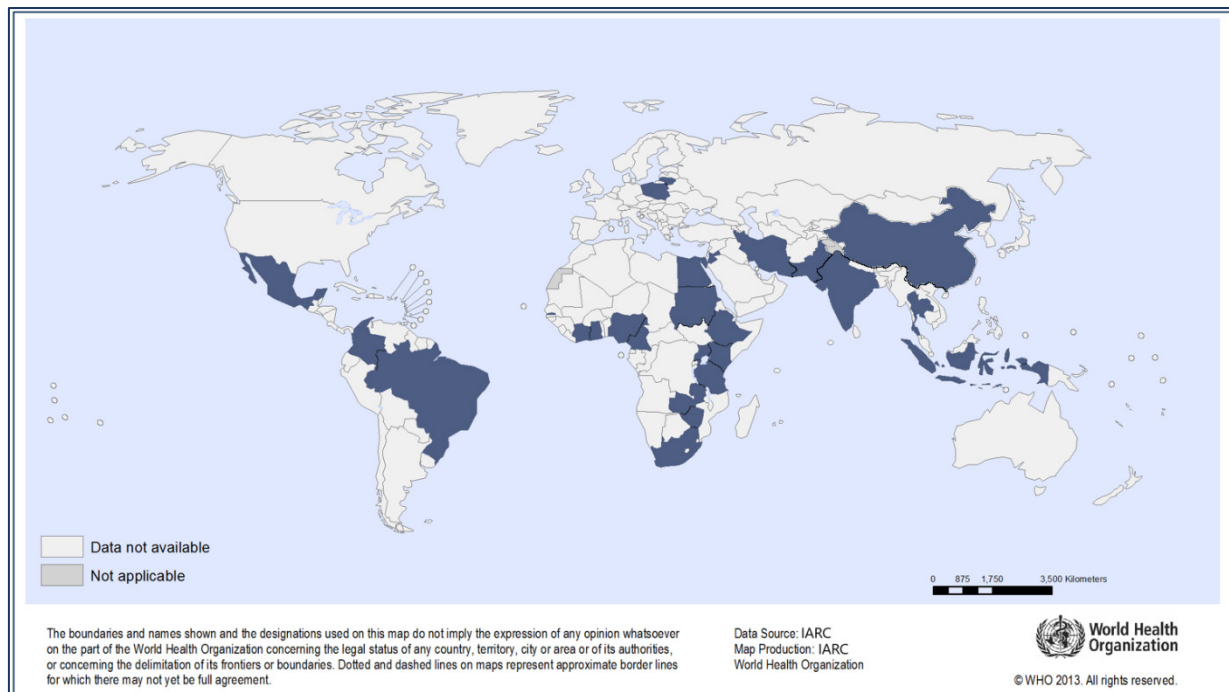 Data not available
Not applicable
0 875 1,750 3,500 Kilometers
The boundaries and names shown and the designations used on this map do not imply the expression of any opinion whatsoever
on the part of the World Health Organization concerning the legal status of any country, territory, city or area or of its authorities,
or concerning the delimitation of its frontiers or boundaries. Dotted and dashed lines on maps represent approximate border lines
for which there may not yet be full agreement.
Data Source: IARC
Map Production: IARC
World Health Organization
World Health
Organization
© WHO 2013. All rights reserved.